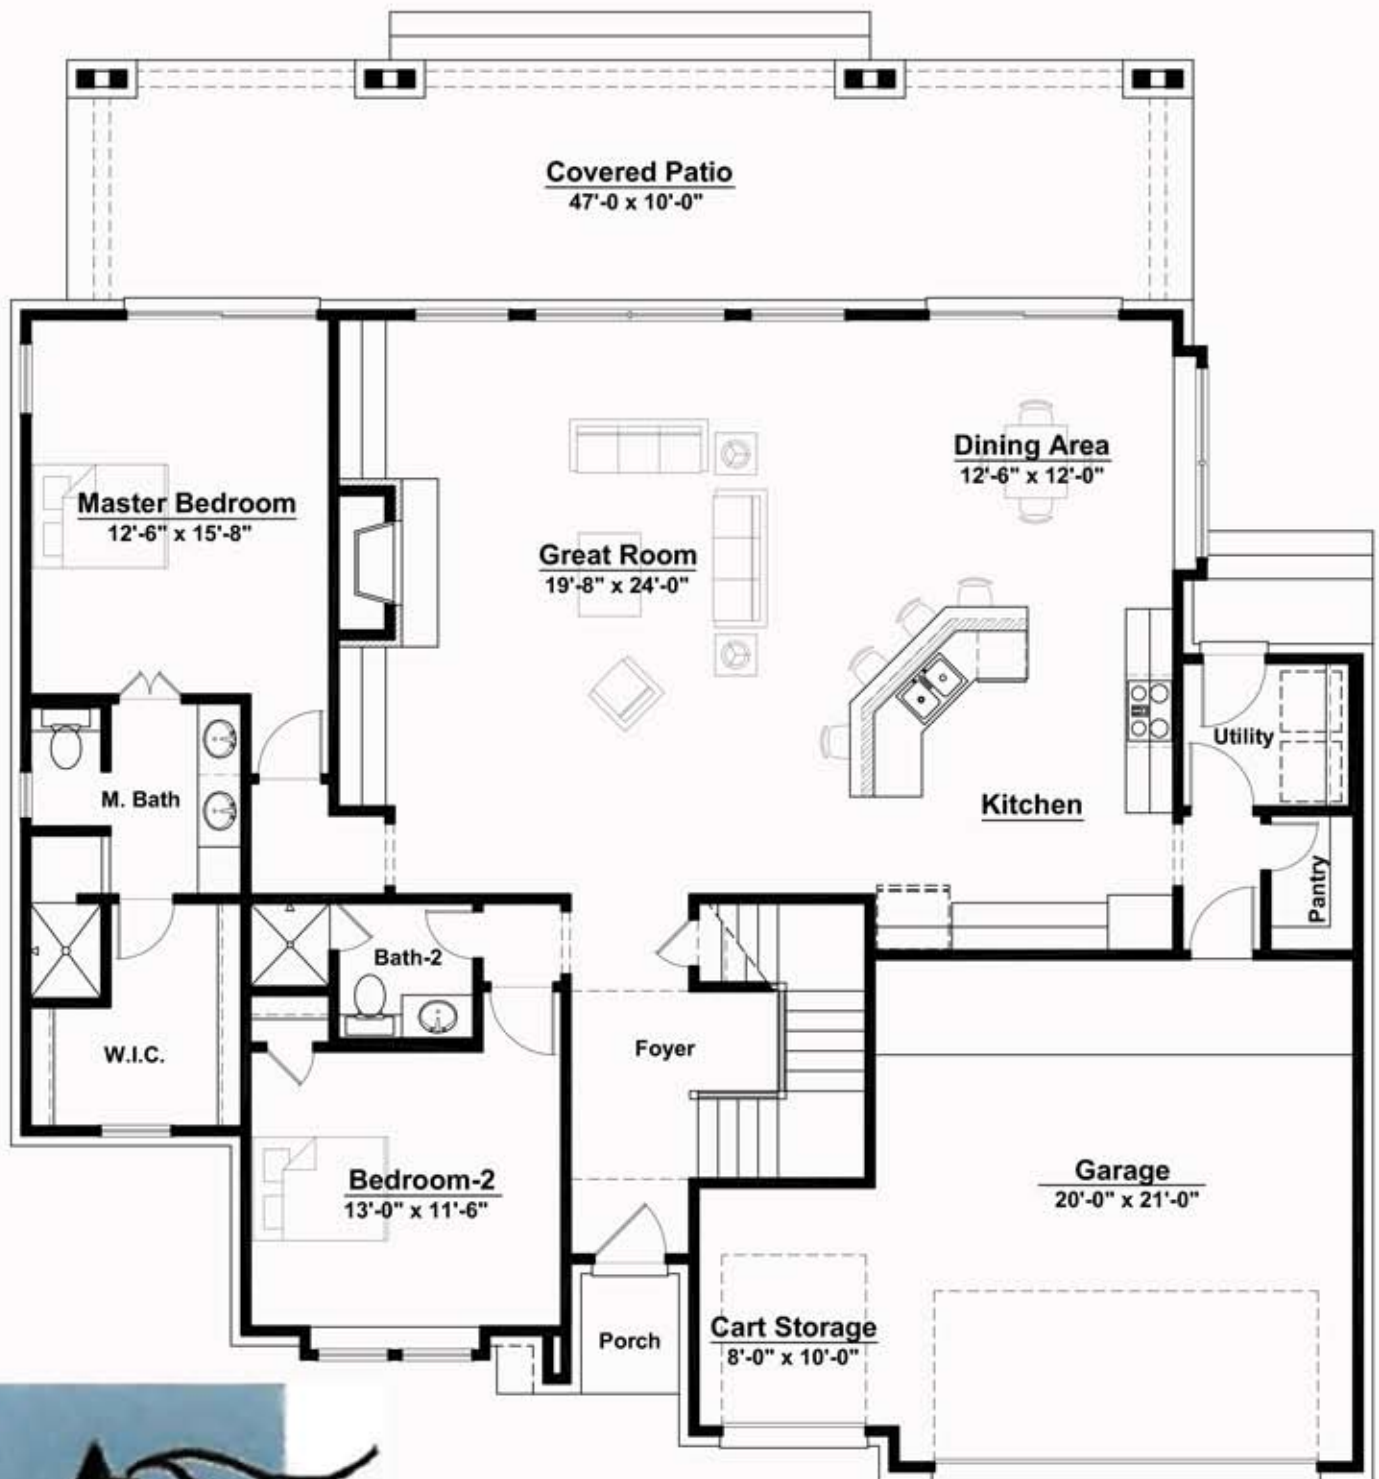 Covered Patio
47'-0 x 10'-0"
Dining Area
12'-6" x 12'-0"
Master Bedroom
12'-6" x 15'-8"
Great Room
19'-8" x 24'-0"
Utility
M. Bath
Kitchen
Pantry
Bath-2
W.I.C.
Foyer
Bedroom-2
13'-0" x 11'-6"
Garage
20'-0" x 21'-0"
Porch
Cart Storage
8'-0" x 10'-0"